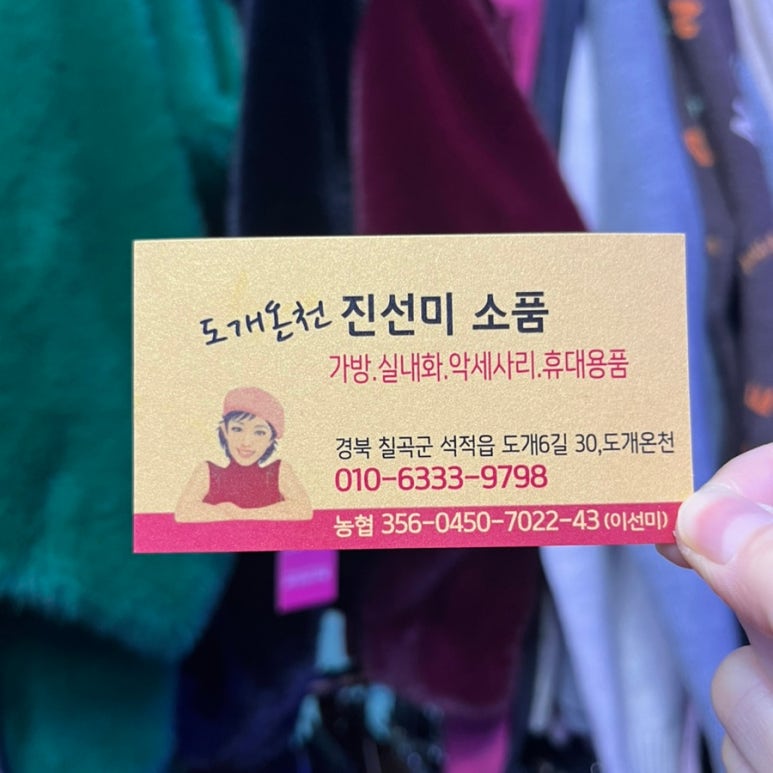 도개온천 진선미 소품
가방.실내화.악세사리.휴대용품
경북 칠곡군 석적읍 도개6길 30,도개온천
010-6333-9798
농협 356-0450-7022-43 (이선미)